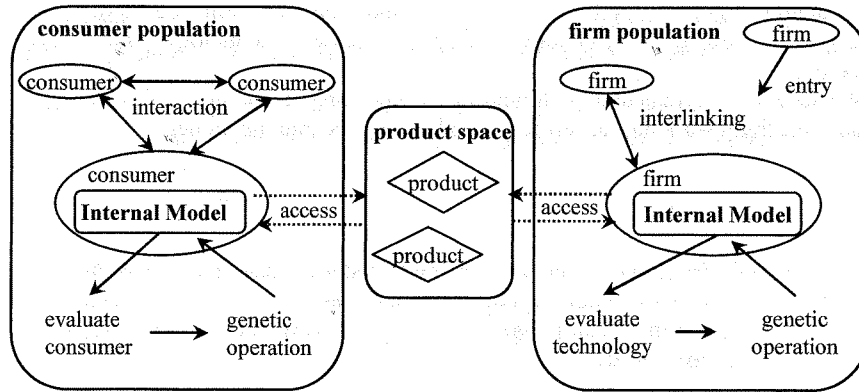 consumer population
consumer
consumer
interaction
consumer
Internal Model
access
evaluate
consumer
genetic
operation
product space
product
product
firm population
firm
firm
entry
interlinking
firm
Internal Model
access
evaluate
technology
genetic
operation